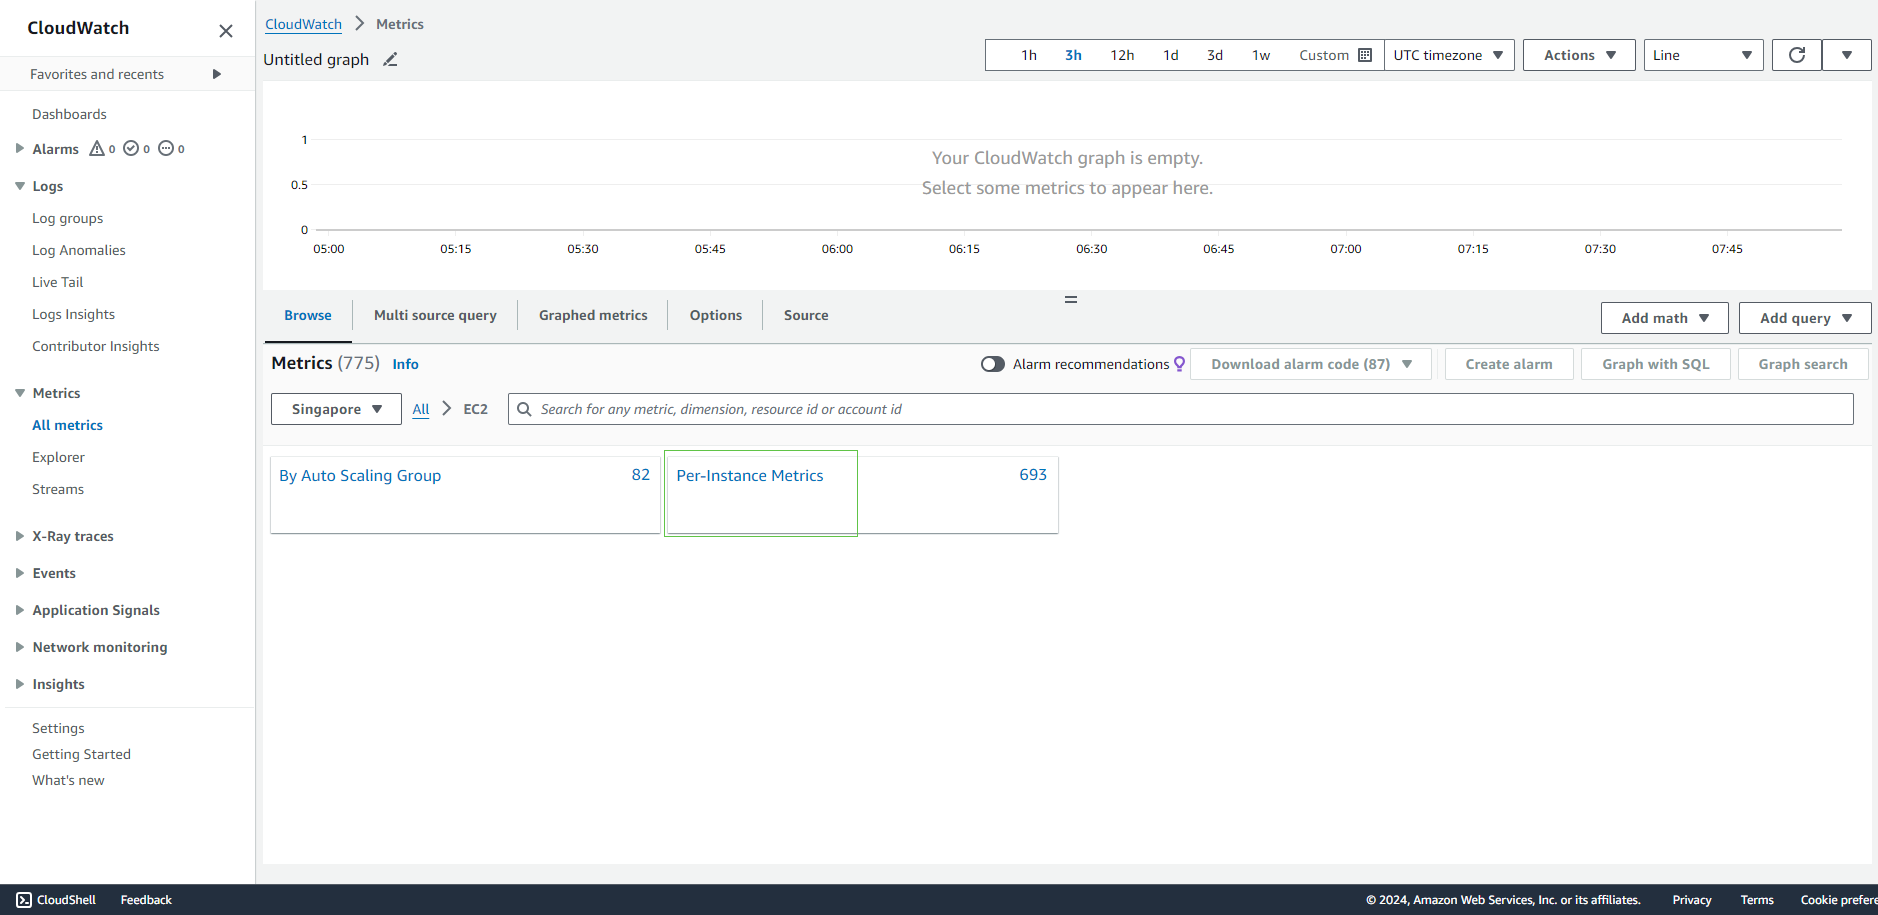 CloudWatch
Favorites and recents
Dashboards
Alarms 0 0 0
Logs
Log groups
Log Anomalies
Live Tail
Logs Insights
Contributor Insights
Metrics
All metrics
Explorer
Streams
X-Ray traces
Events
Application Signals
Network monitoring
Insights
Settings
Getting Started
What's new
CloudWatch Metrics
Untitled graph
1h 3h 12h 1d 3d 1w Custom UTC timezone Actions Line
1
0.5
0
Your CloudWatch graph is empty.
Select some metrics to appear here.
05:00 05:15 05:30 05:45 06:00 06:15 06:30 06:45 07:00 07:15 07:30 07:45
Browse Multi source query Graphed metrics Options Source Add math Add query
Metrics (775) Info Alarm recommendations Download alarm code (87) Create alarm Graph with SQL Graph search
Singapore All EC2 Search for any metric, dimension, resource id or account id
By Auto Scaling Group 82 Per-Instance Metrics 693
CloudShell Feedback © 2024, Amazon Web Services, Inc. or its affiliates. Privacy Terms Cookie prefere